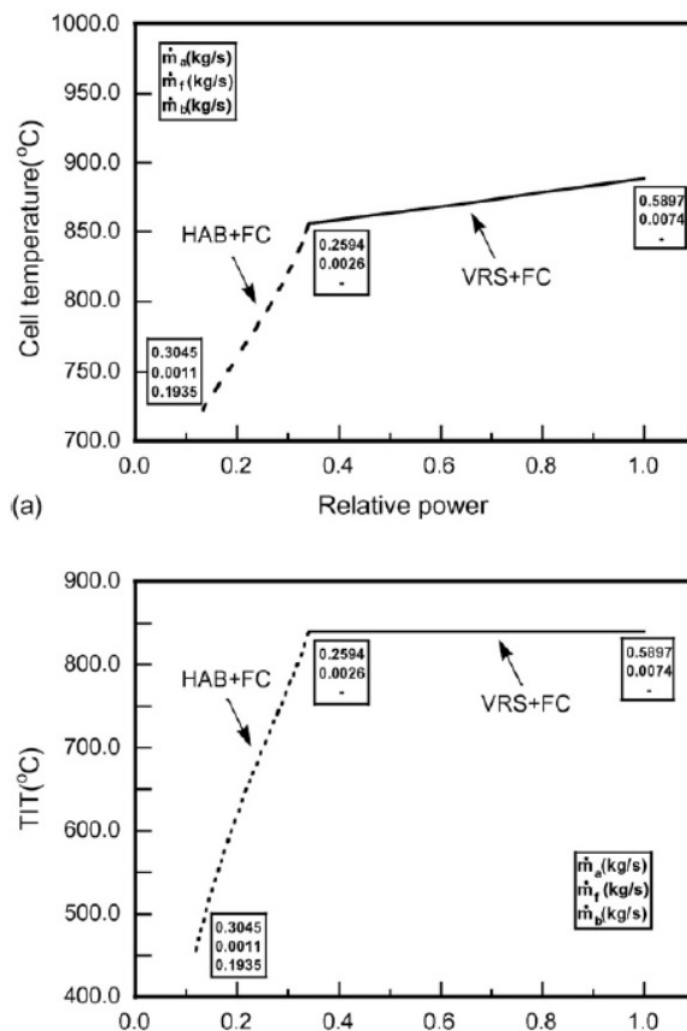 1000.0
ṁa(kg/s)
ṁf(kg/s)
ṁb(kg/s)
950.0
900.0
0.5897
0.0074
-
850.0
HAB+FC
0.2594
0.0026
-
VRS+FC
800.0
0.3045
0.0011
0.1935
750.0
700.0
Cell temperature(oC)
0.0 0.2 0.4 0.6 0.8 1.0
(a) Relative power
900.0
0.2594
0.0026
-
0.5897
0.0074
-
800.0
HAB+FC
VRS+FC
700.0
TIT(oC)
600.0
ṁa(kg/s)
ṁf(kg/s)
ṁb(kg/s)
500.0
0.3045
0.0011
0.1935
400.0
0.0 0.2 0.4 0.6 0.8 1.0